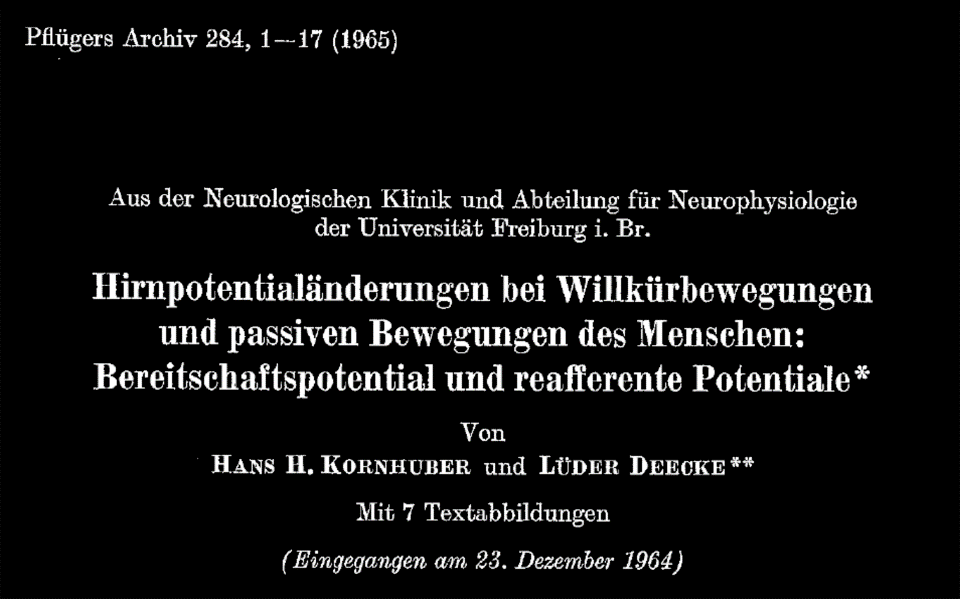 Pflügers Archiv 284, 1—17 (1965)
Aus der Neurologischen Klinik und Abteilung für Neurophysiologie
der Universität Freiburg i. Br.
Hirnpotentialänderungen bei Willkürbewegungen
und passiven Bewegungen des Menschen:
Bereitschaftspotential und reafferente Potentiale*
Von
HANS H. KORNHUBER und LÜDER DEECKE**
Mit 7 Textabbildungen
(Eingegangen am 23. Dezember 1964)